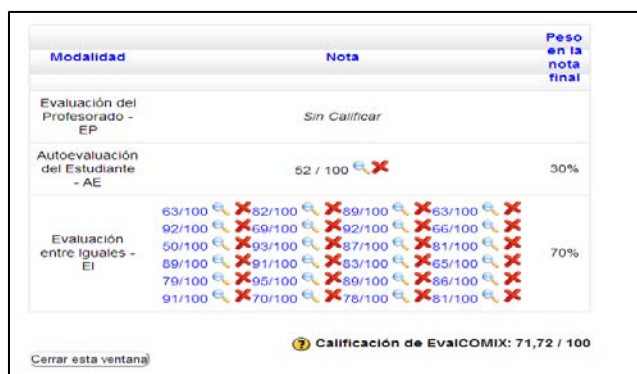 Modalidad Nota Peso en la nota final
Evaluación del Profesorado - EP Sin Calificar
Autoevaluación del Estudiante - AE 52 / 100 30%
Evaluación entre Iguales - EI 70%
63/100 82/100 89/100 63/100
92/100 69/100 92/100 66/100
50/100 93/100 87/100 81/100
89/100 91/100 83/100 65/100
79/100 95/100 89/100 86/100
91/100 70/100 78/100 81/100
Calificación de EvalCOMIX: 71,72 / 100
Cerrar esta ventana